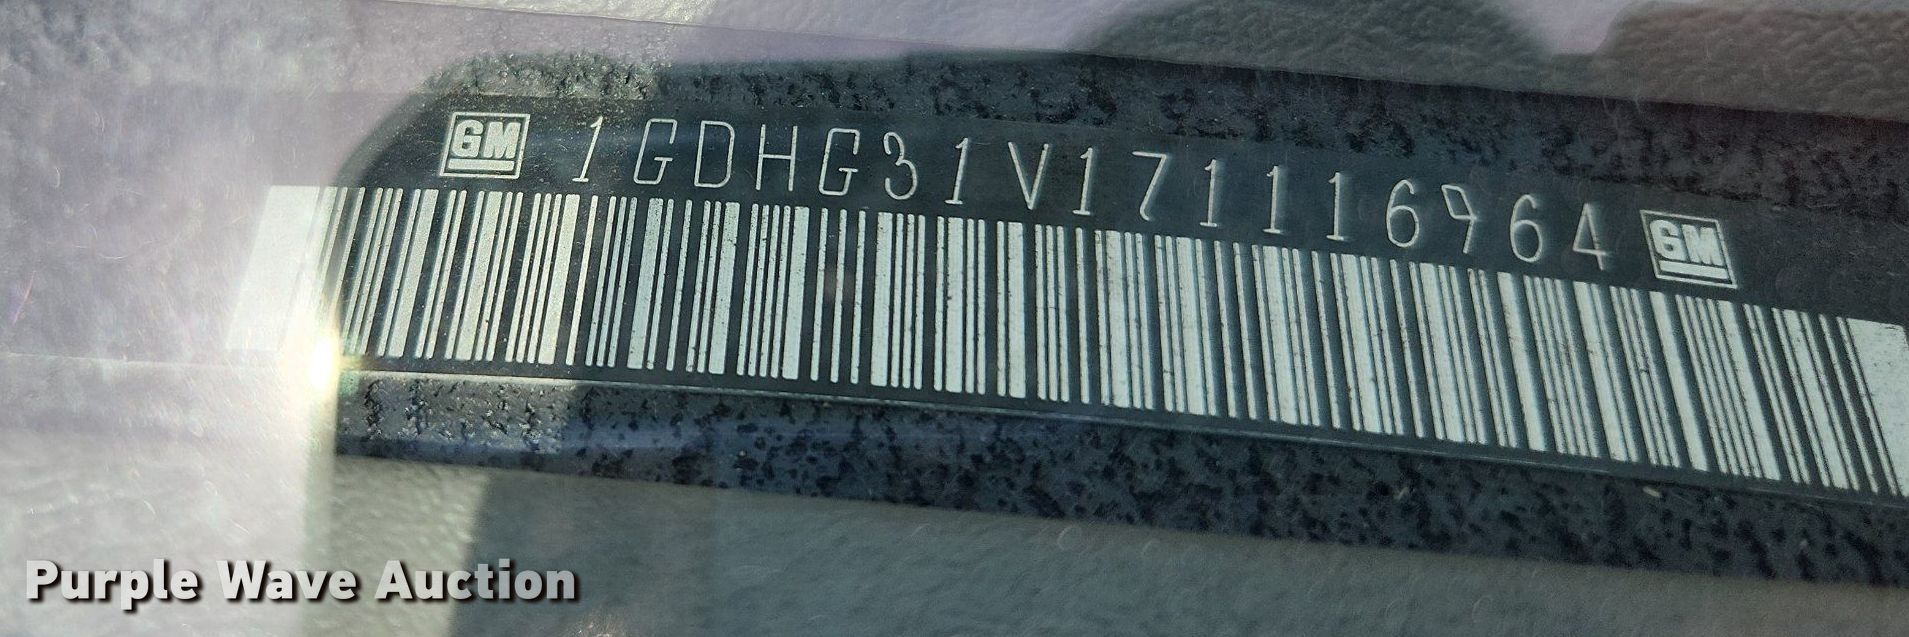 GM 1GDHG31V171116964 GM
Purple Wave Auction